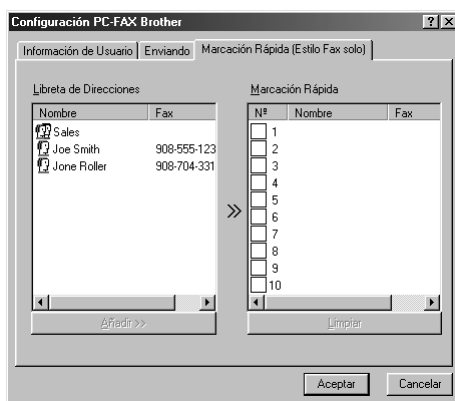 Configuración PC-FAX Brother
Información de Usuario Enviando Marcación Rápida (Estilo Fax solo)
Libreta de Direcciones
Nombre Fax
Sales
Joe Smith 908-555-123
Jone Roller 908-704-331
Añadir >>
Marcación Rápida
Nº Nombre Fax
1
2
3
4
5
6
7
8
9
10
Limpiar
Aceptar Cancelar